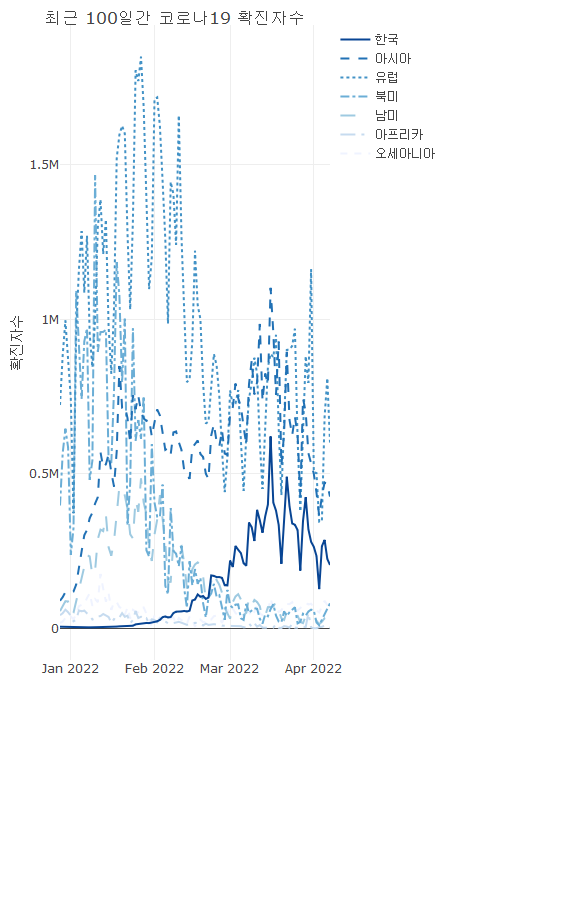 최근 100일간 코로나19 확진자수
한국
아시아
유럽
북미
남미
아프리카
오세아니아
확진자수
1.5M
1M
0.5M
0
Jan 2022
Feb 2022
Mar 2022
Apr 2022